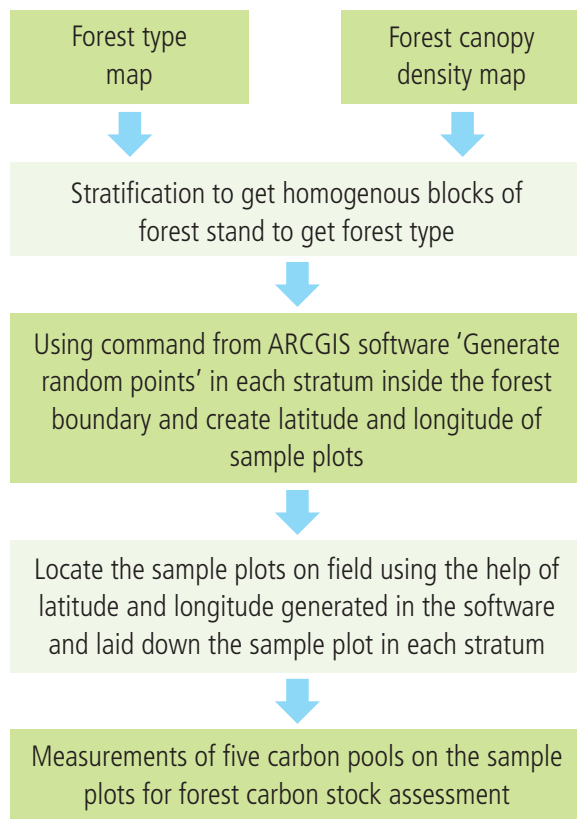 Forest type
map
Forest canopy
density map
Stratification to get homogenous blocks of
forest stand to get forest type
Using command from ARCGIS software ‘Generate
random points’ in each stratum inside the forest
boundary and create latitude and longitude of
sample plots
Locate the sample plots on field using the help of
latitude and longitude generated in the software
and laid down the sample plot in each stratum
Measurements of five carbon pools on the sample
plots for forest carbon stock assessment